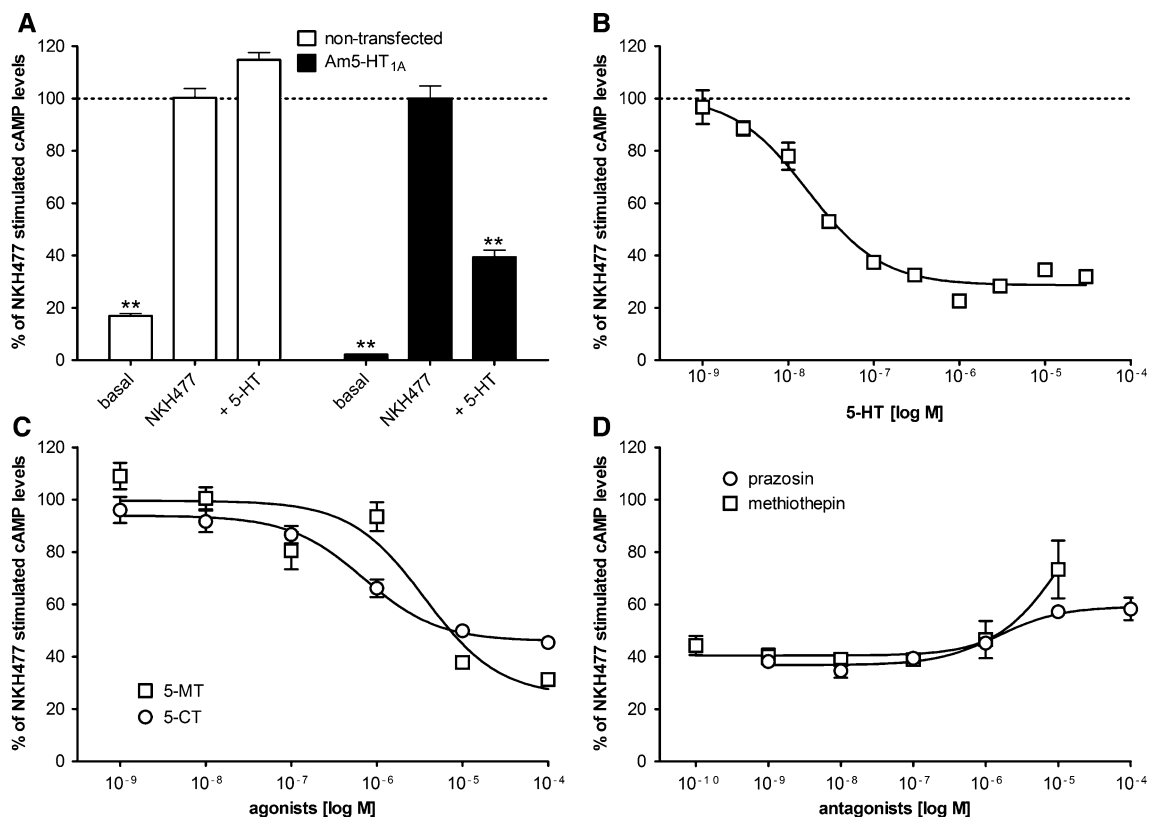 A
% of NKH477 stimulated cAMP levels
120
100
80
60
40
20
0
non-transfected
Am5-HT1A
**
**
**
basal
NKH477
+ 5-HT
basal
NKH477
+ 5-HT
B
% of NKH477 stimulated cAMP levels
120
100
80
60
40
20
0
10-9
10-8
10-7
10-6
10-5
10-4
5-HT [log M]
C
% of NKH477 stimulated cAMP levels
120
100
80
60
40
20
0
5-MT
5-CT
10-9
10-8
10-7
10-6
10-5
10-4
agonists [log M]
D
% of NKH477 stimulated cAMP levels
120
100
80
60
40
20
0
prazosin
methiothepin
10-10
10-9
10-8
10-7
10-6
10-5
10-4
antagonists [log M]